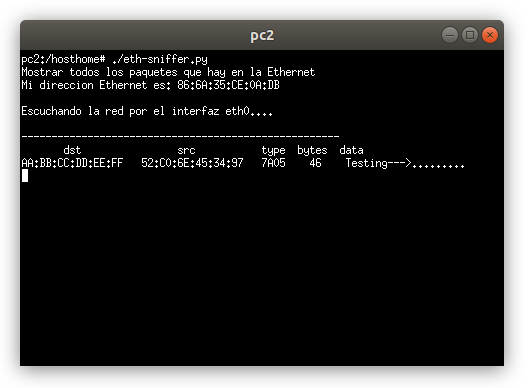 pc2
pc2:/hosthome# ./eth-sniffer.py
Mostrar todos los paquetes que hay en la Ethernet
Mi direccion Ethernet es: 86:6A:35:CE:0A:DB
Escuchando la red por el interfaz eth0....
-----------------------------------------------------
dst src type bytes data
AA:BB:CC:DD:EE:FF 52:C0:6E:45:34:97 7A05 46 Testing--->.........